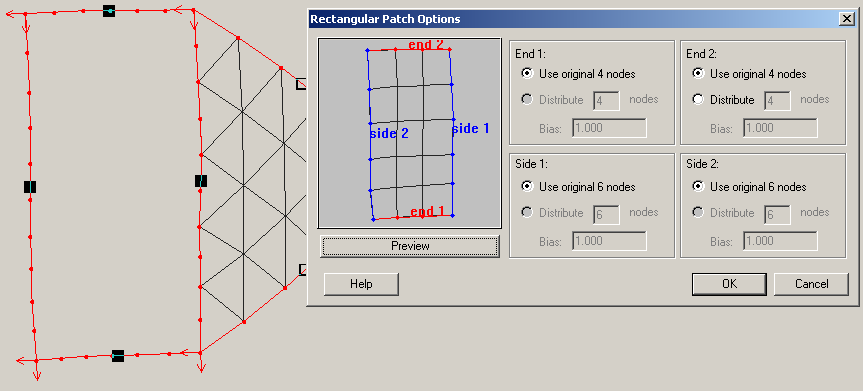 Rectangular Patch Options
end 2
side 2
side 1
end 1
Preview
End 1:
Use original 4 nodes
Distribute 4 nodes
Bias: 1.000
End 2:
Use original 4 nodes
Distribute 4 nodes
Bias: 1.000
Side 1:
Use original 6 nodes
Distribute 6 nodes
Bias: 1.000
Side 2:
Use original 6 nodes
Distribute 6 nodes
Bias: 1.000
Help
OK
Cancel